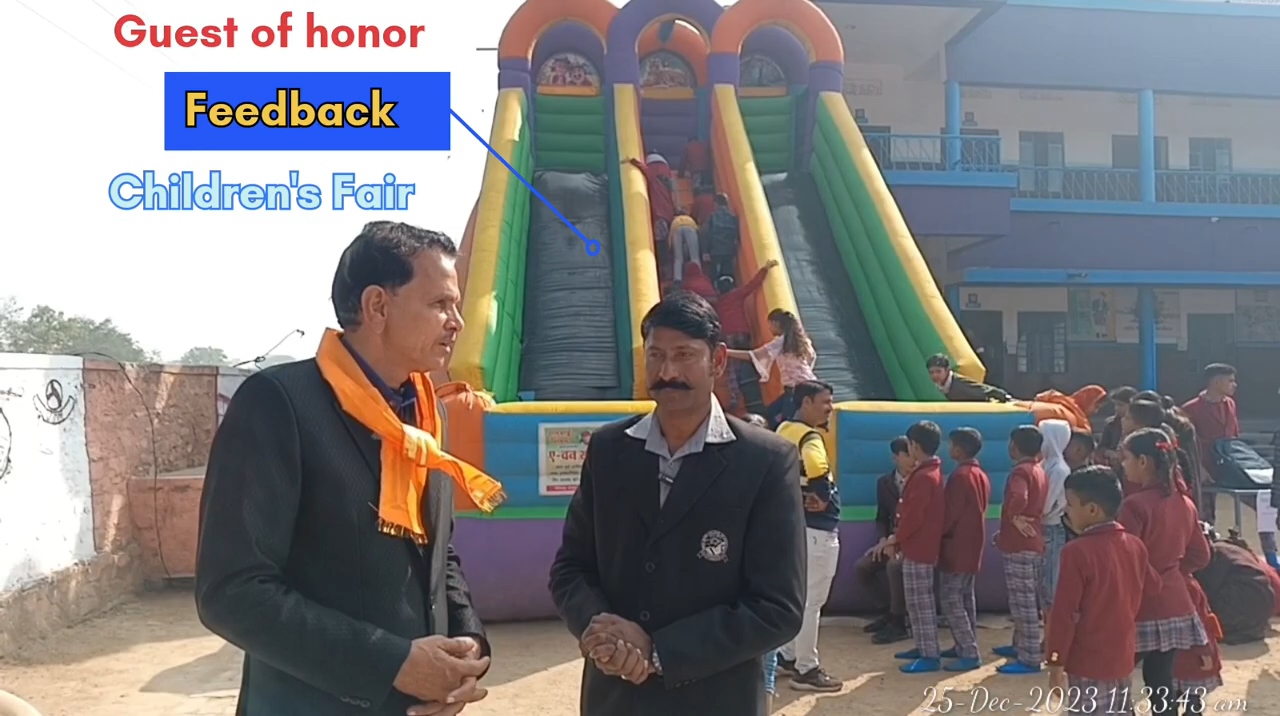 Guest of honor
Feedback
Children's Fair
25-Dec-2023 11:33:43 am